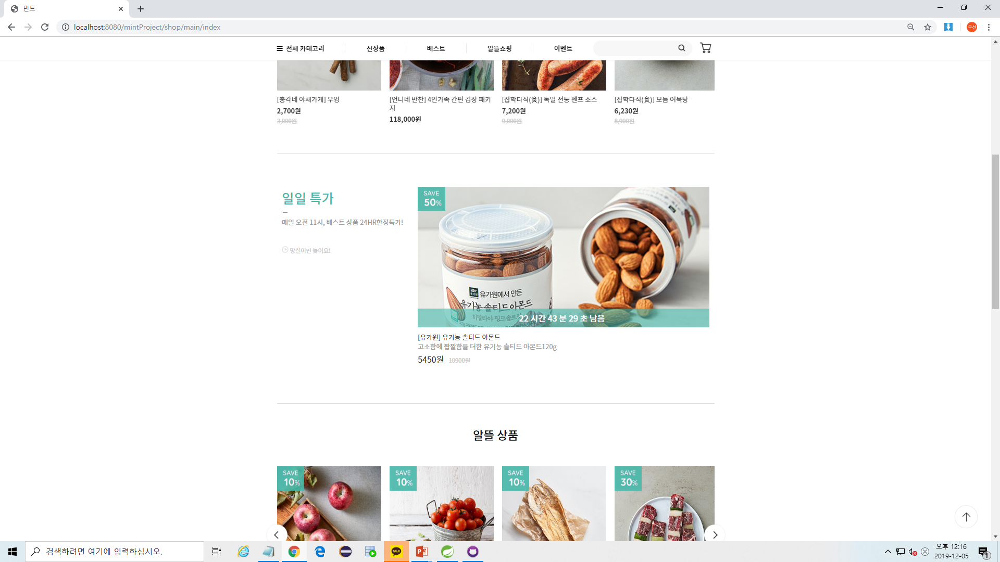 민트
localhost:8080/mintProject/shop/main/index
무선
전체 카테고리
신상품
베스트
알뜰쇼핑
이벤트
[총각네 야채가게] 우엉
2,700원
3,000원
[언니네 반찬] 4인가족 간편 김장 패키
지
118,000원
[잡학다식(食)] 독일 전통 젠프 소스
7,200원
9,000원
[잡학다식(食)] 모듬 어묵탕
6,230원
8,900원
일일 특가
매일 오전 11시, 베스트 상품 24HR한정특가!
망설이면 늦어요!
SAVE
50%
유가원에서 만든
유기농 솔티드아몬드
히말라야 핑크솔트
22 시간 43 분 29 초 남음
[유가원] 유기농 솔티드 아몬드
고소함에 짭짤함을 더한 유기농 솔티드 아몬드120g
5450원 10900원
알뜰 상품
SAVE
10%
SAVE
10%
SAVE
10%
SAVE
30%
검색하려면 여기에 입력하십시오.
TALK
오후 12:16
2019-12-05
1